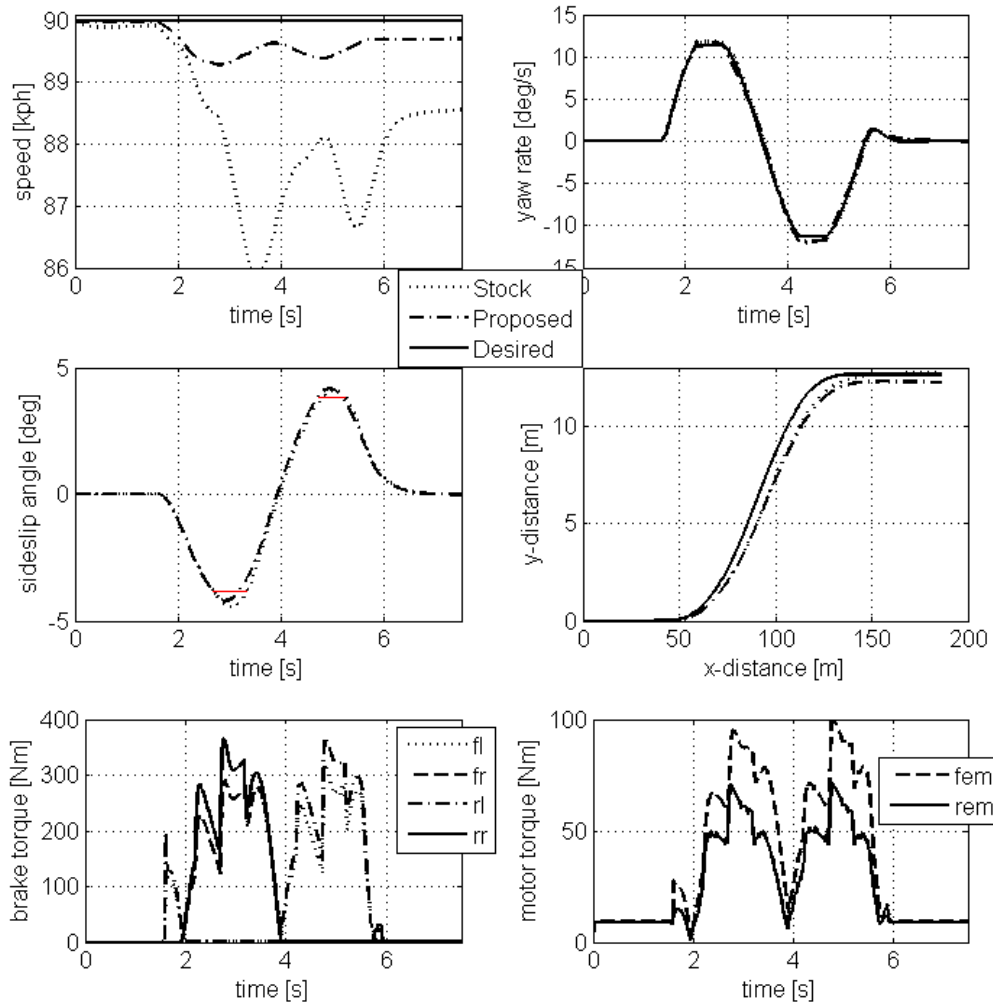 speed [kph]
90
89
88
87
86
0 2 4 6
time [s]
yaw rate [deg/s]
15
10
5
0
-5
-10
15
0 2 4 6
time [s]
Stock
Proposed
Desired
sideslip angle [deg]
5
0
-5
0 2 4 6
time [s]
y-distance [m]
10
5
0
0 50 100 150 200
x-distance [m]
brake torque [Nm]
400
300
200
100
0
0 2 4 6
time [s]
fl
fr
rl
rr
motor torque [Nm]
100
50
0
0 2 4 6
time [s]
fem
rem